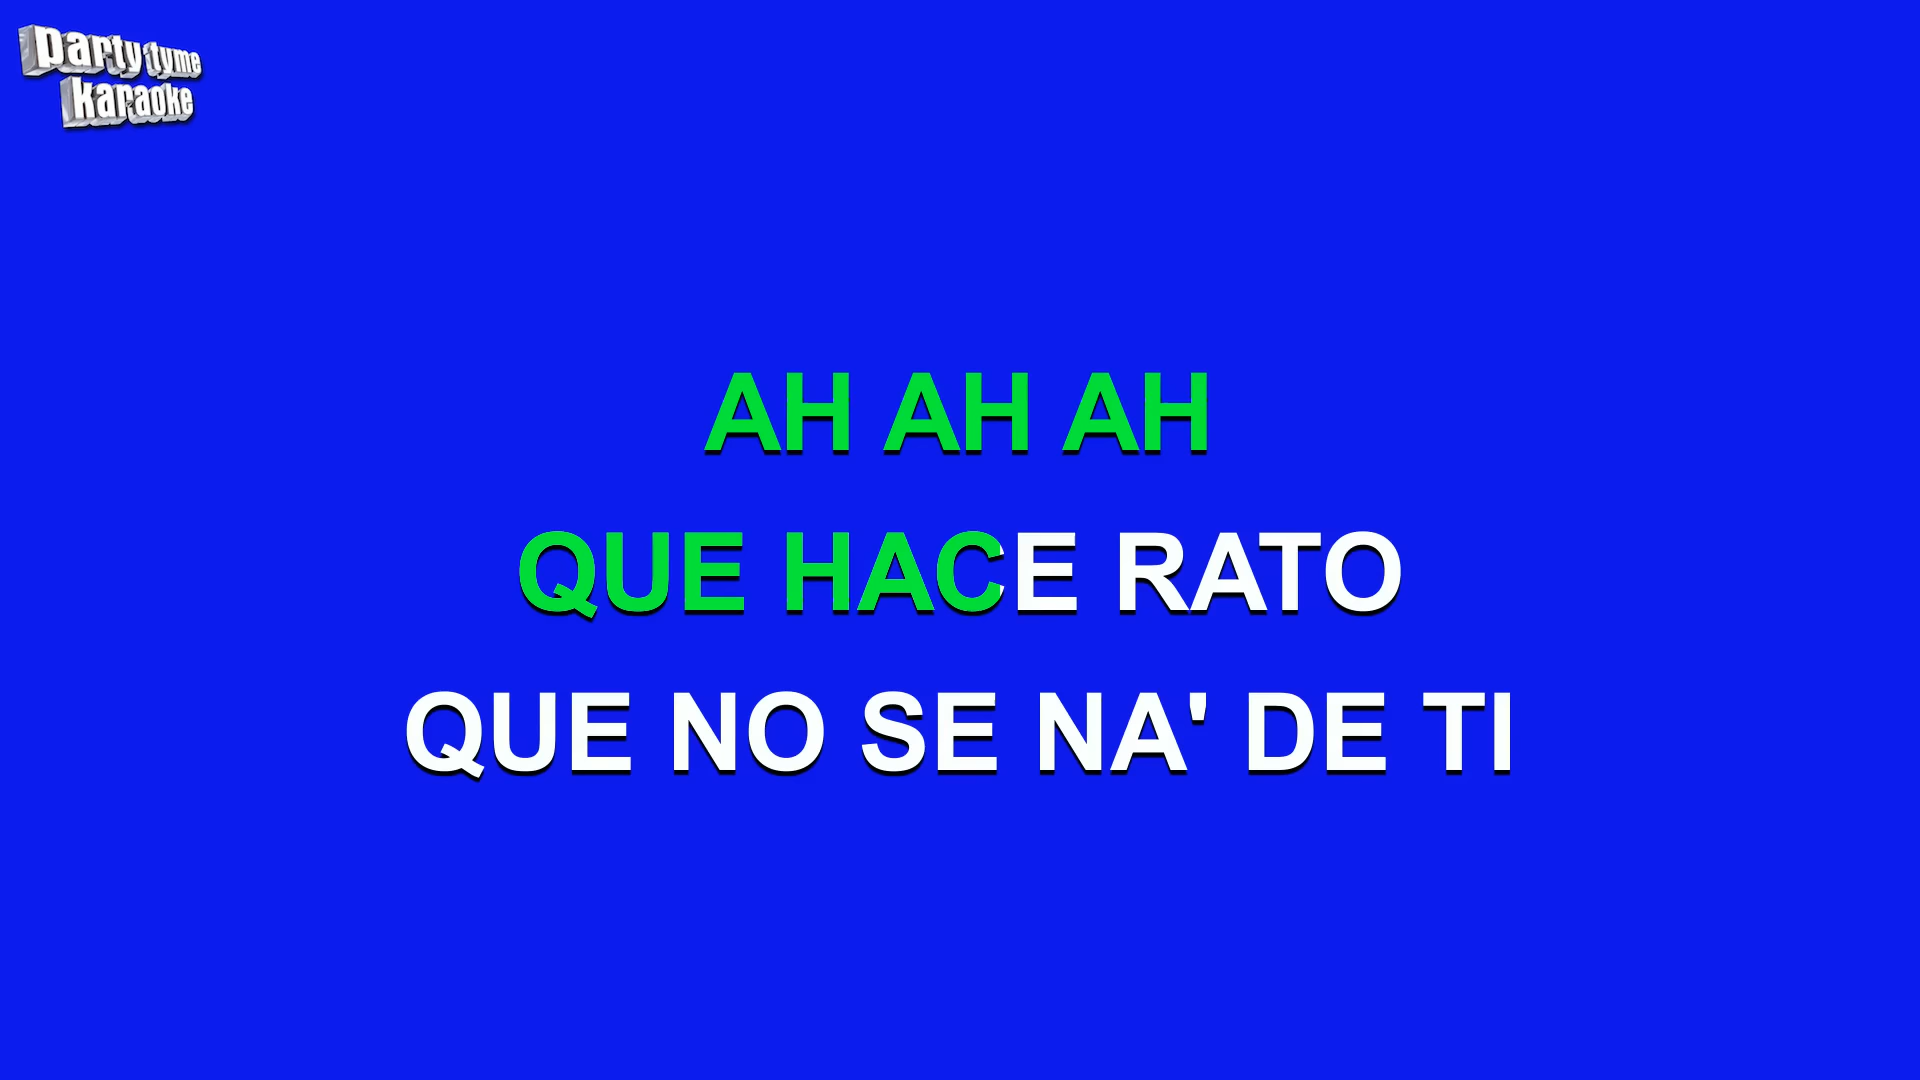 party tyme
karaoke
AH AH AH
QUE HACE RATO
QUE NO SE NA' DE TI